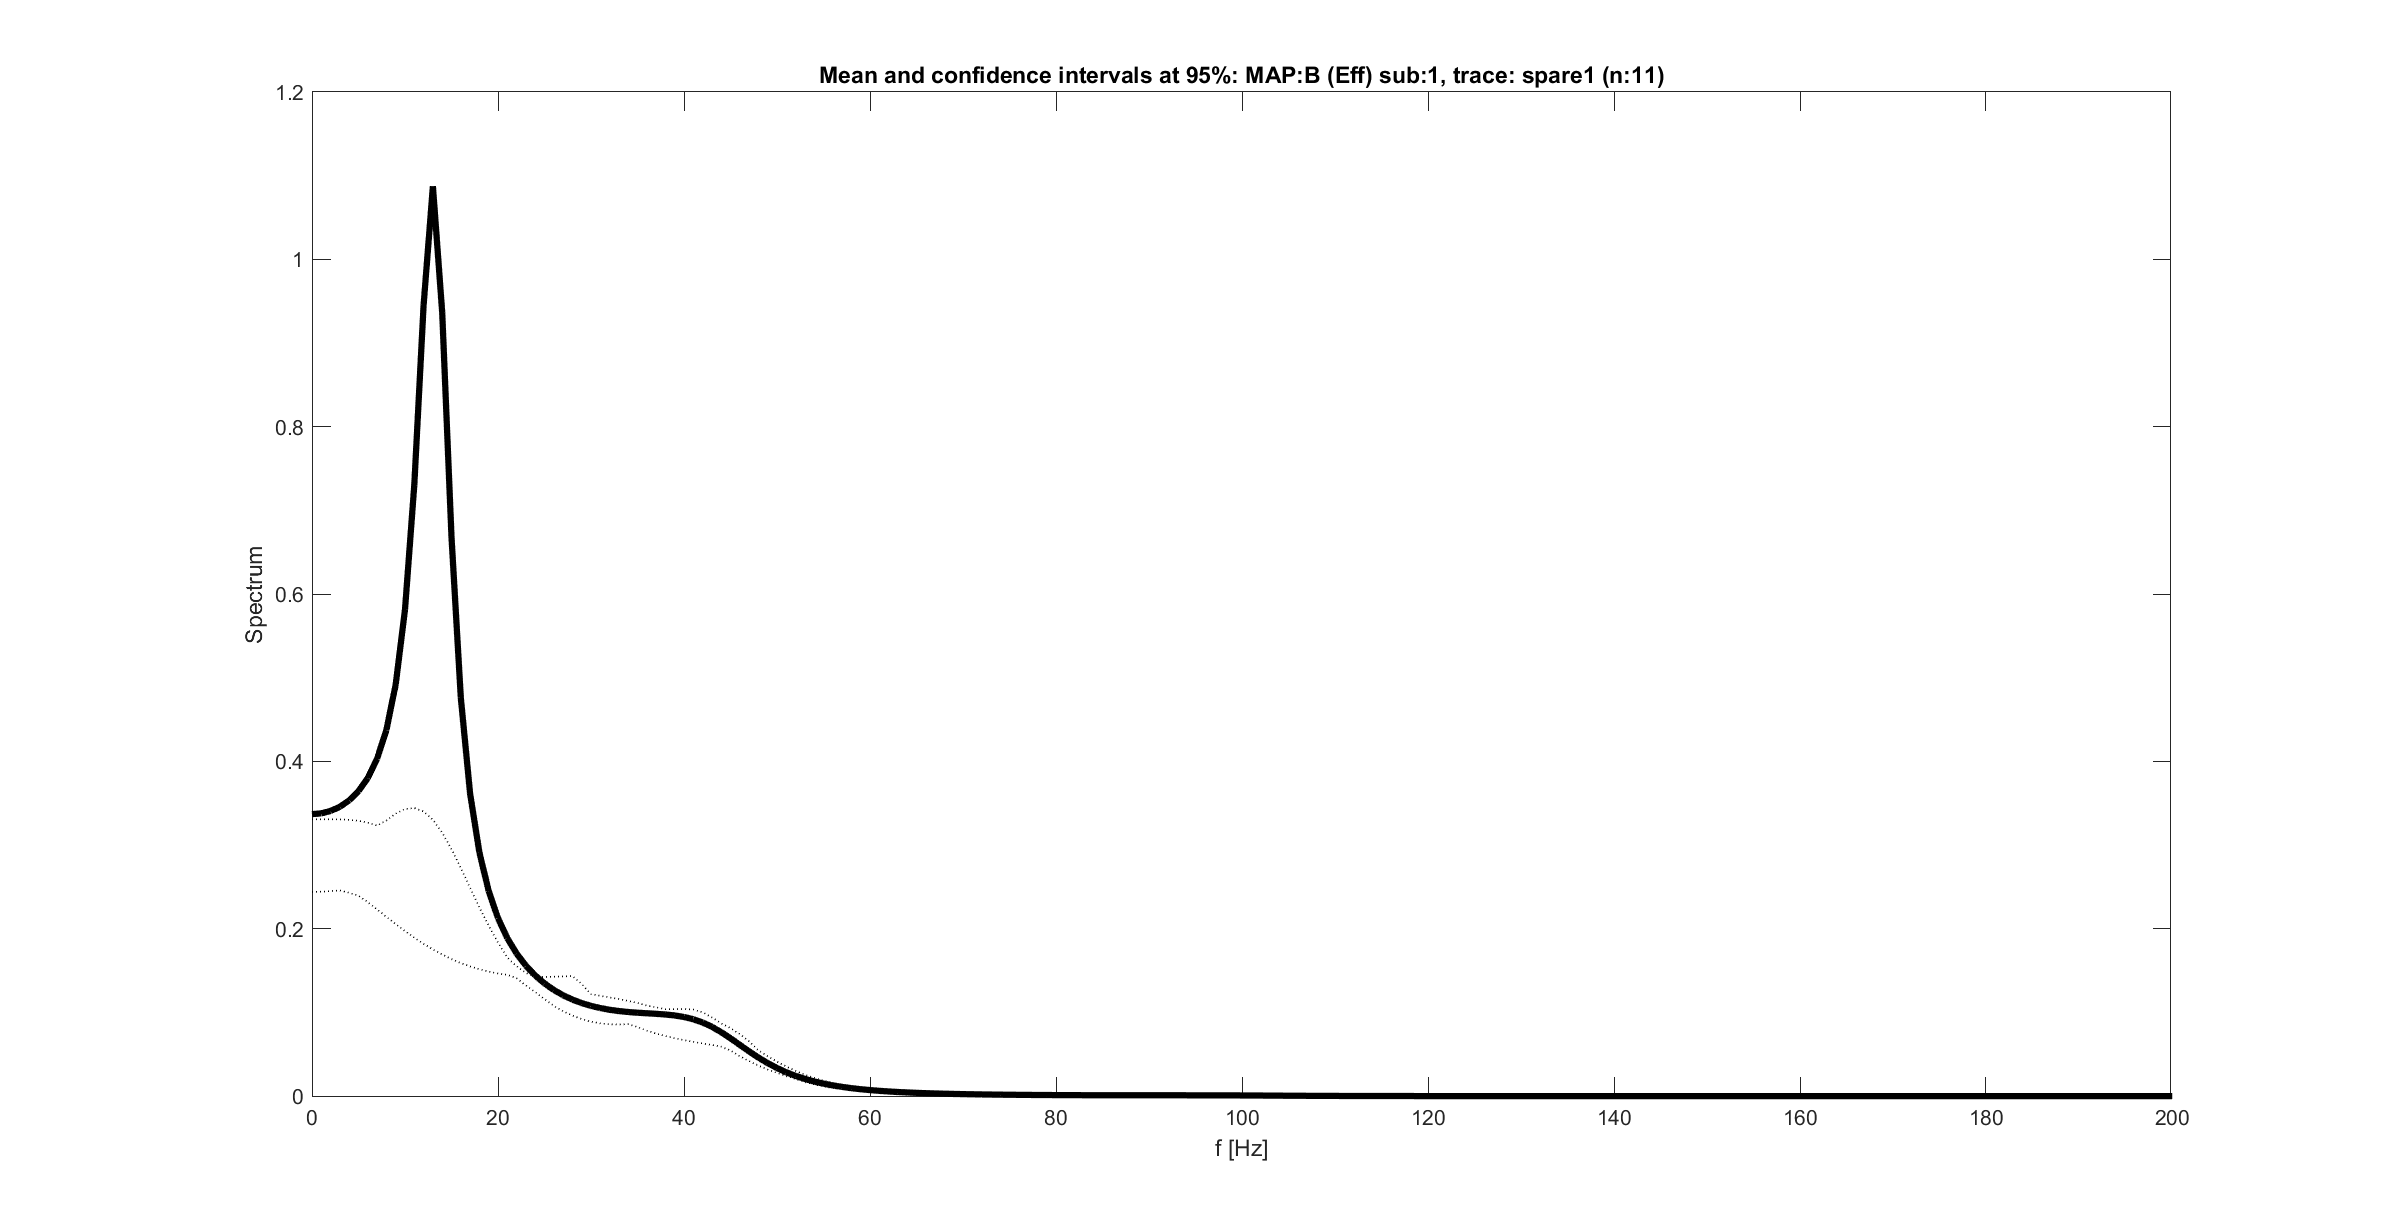 Mean and confidence intervals at 95%: MAP:B (Eff) sub:1, trace: spare1 (n:11)
1.2
1
0.8
0.6
0.4
0.2
0
Spectrum
0 20 40 60 80 100 120 140 160 180 200
f [Hz]